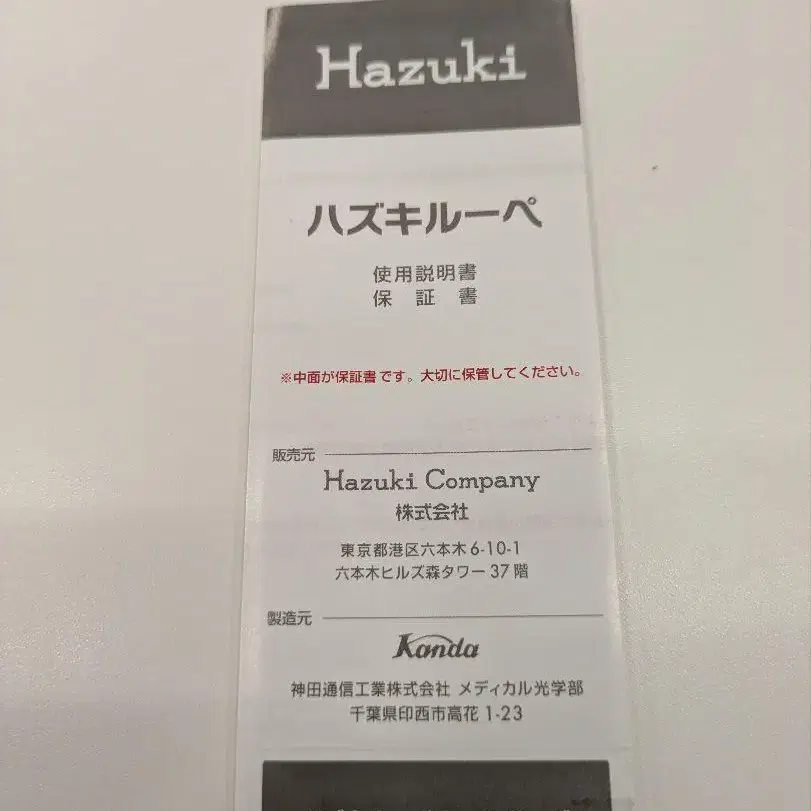 Hazuki
ハズキルーペ
使用説明書
保証書
※中面が保証書です。大切に保管してください。
販売元
Hazuki Company
株式会社
東京都港区六本木6-10-1
六本木ヒルズ森タワー37階
製造元
Kanda
神田通信工業株式会社 メディカル光学部
千葉県印西市高花1-23